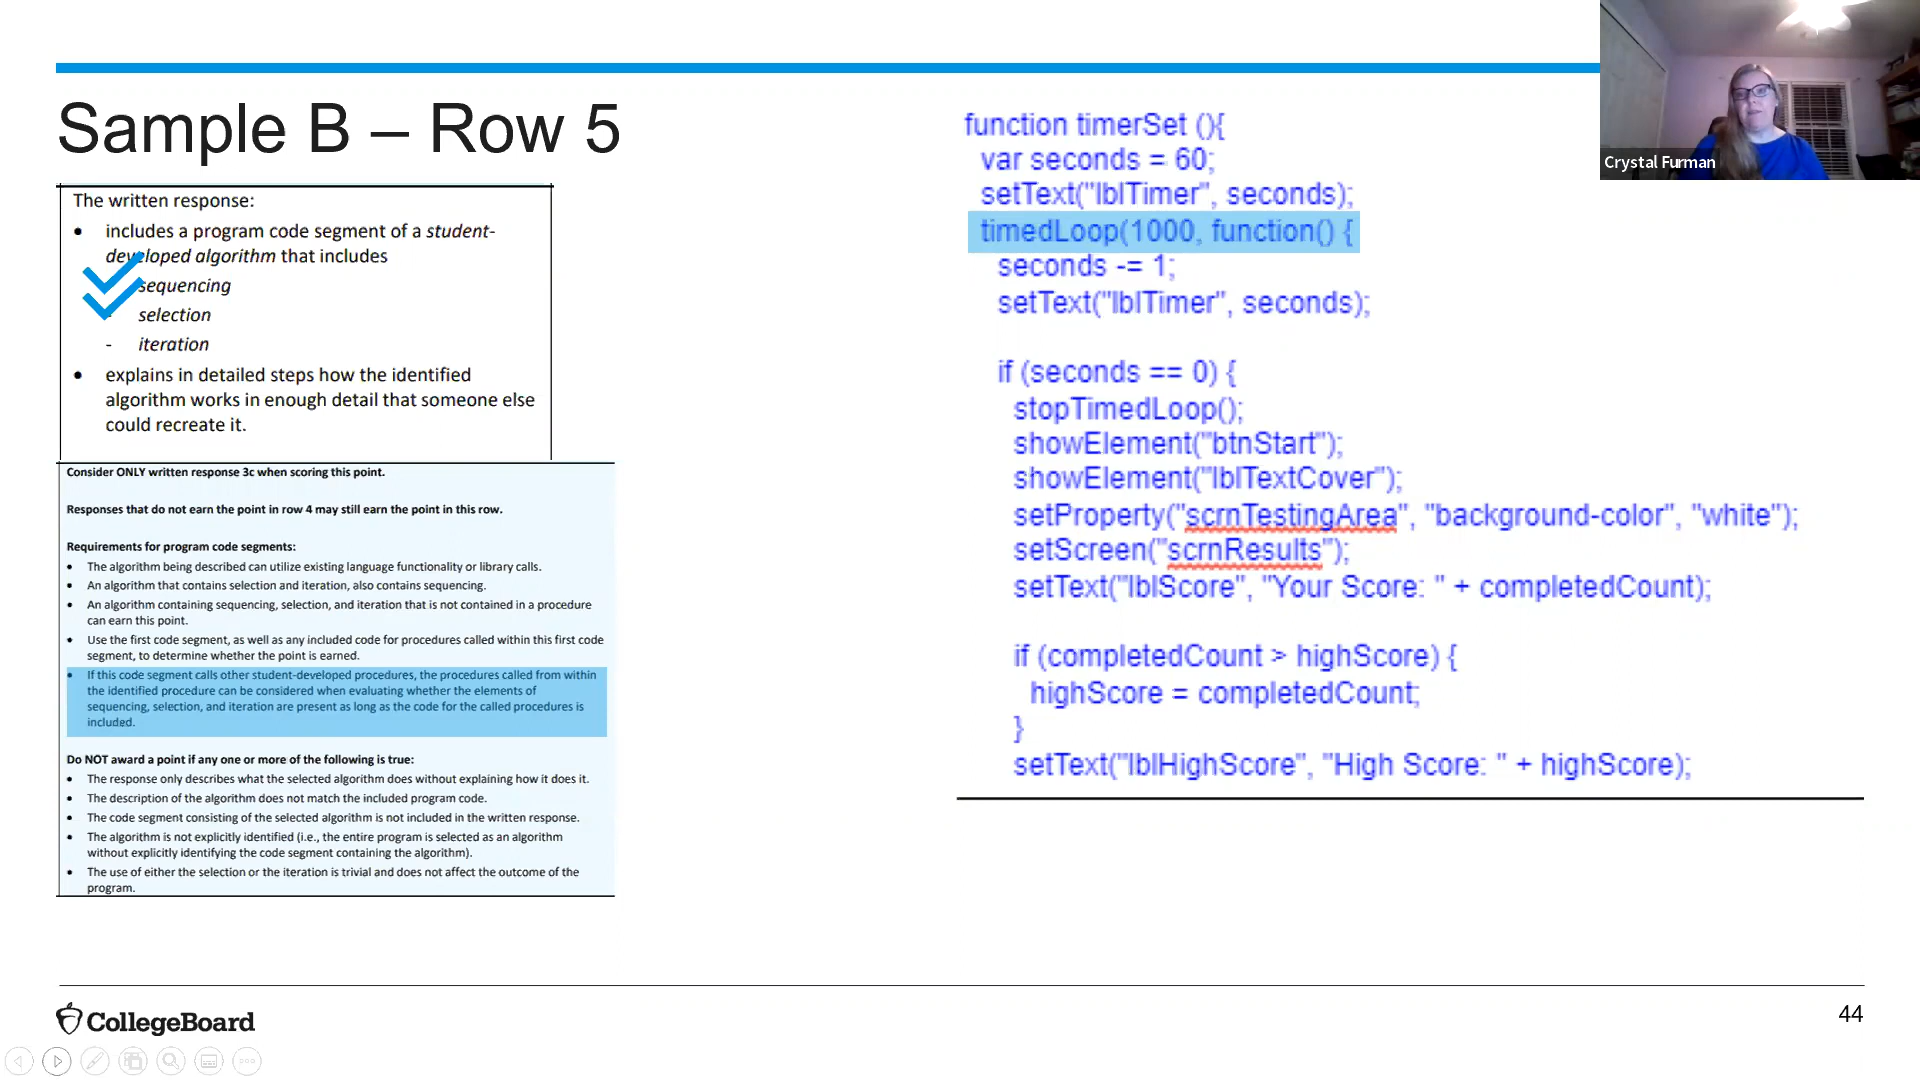 Sample B – Row 5
The written response:
• includes a program code segment of a student-
developed algorithm that includes
sequencing
- selection
- iteration
• explains in detailed steps how the identified
algorithm works in enough detail that someone else
could recreate it.
Consider ONLY written response 3c when scoring this point.
Responses that do not earn the point in row 4 may still earn the point in this row.
Requirements for program code segments:
• The algorithm being described can utilize existing language functionality or library calls.
• An algorithm that contains selection and iteration, also contains sequencing.
• An algorithm containing sequencing, selection, and iteration that is not contained in a procedure
can earn this point.
• Use the first code segment, as well as any included code for procedures called within this first code
segment, to determine whether the point is earned.
• If this code segment calls other student-developed procedures, the procedures called from within
the identified procedure can be considered when evaluating whether the elements of
sequencing, selection, and iteration are present as long as the code for the called procedures is
included.
Do NOT award a point if any one or more of the following is true:
• The response only describes what the selected algorithm does without explaining how it does it.
• The description of the algorithm does not match the included program code.
• The code segment consisting of the selected algorithm is not included in the written response.
• The algorithm is not explicitly identified (i.e., the entire program is selected as an algorithm
without explicitly identifying the code segment containing the algorithm).
• The use of either the selection or the iteration is trivial and does not affect the outcome of the
program.
function timerSet (){
var seconds = 60;
setText("lblTimer", seconds);
timedLoop(1000, function() {
seconds -= 1;
setText("lblTimer", seconds);
if (seconds == 0) {
stopTimedLoop();
showElement("btnStart");
showElement("lblTextCover");
setProperty("scrnTestingArea", "background-color", "white");
setScreen("scrnResults");
setText("lblScore", "Your Score: " + completedCount);
if (completedCount > highScore) {
highScore = completedCount;
}
setText("lblHighScore", "High Score: " + highScore);
Crystal Furman
CollegeBoard
44